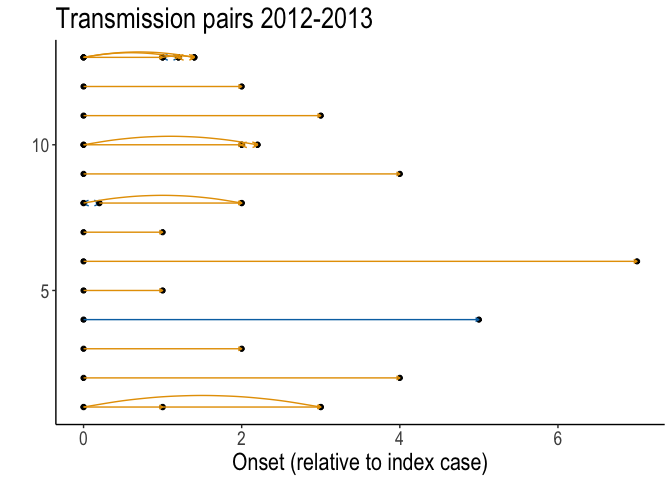 Transmission pairs 2012-2013
10
5
0 2 4 6
Onset (relative to index case)